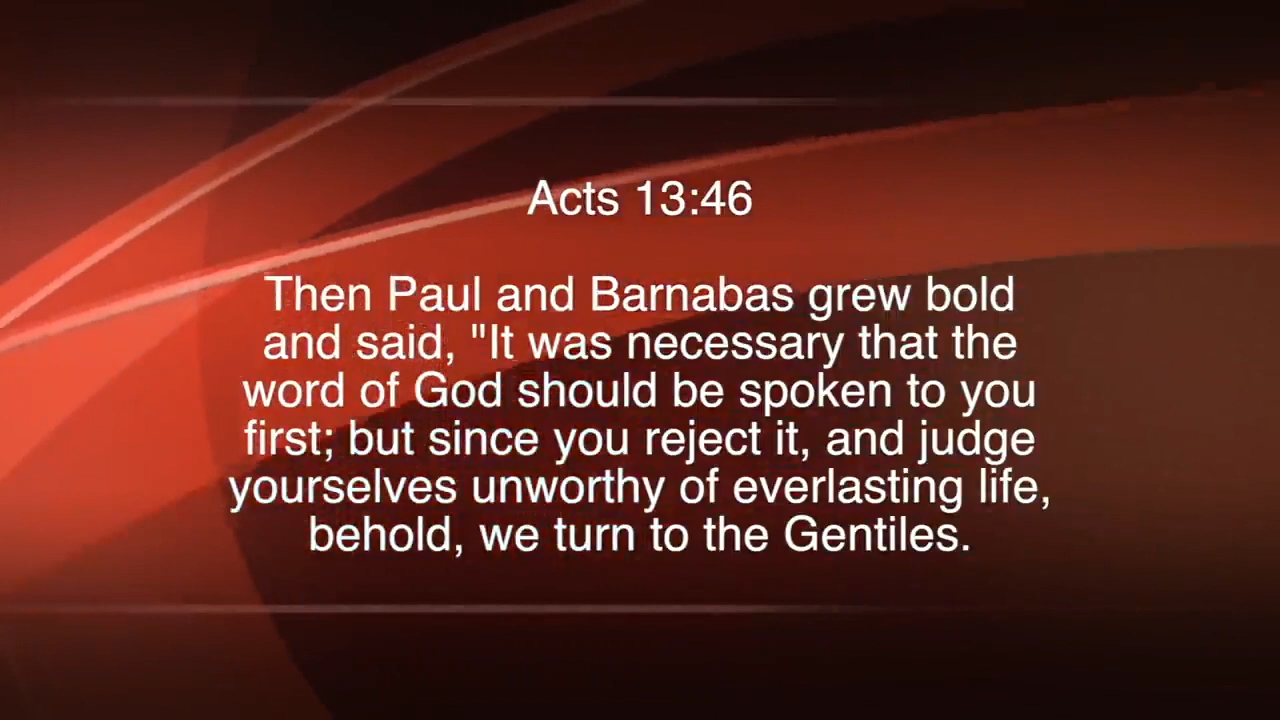 Acts 13:46
Then Paul and Barnabas grew bold
and said, "It was necessary that the
word of God should be spoken to you
first; but since you reject it, and judge
yourselves unworthy of everlasting life,
behold, we turn to the Gentiles.